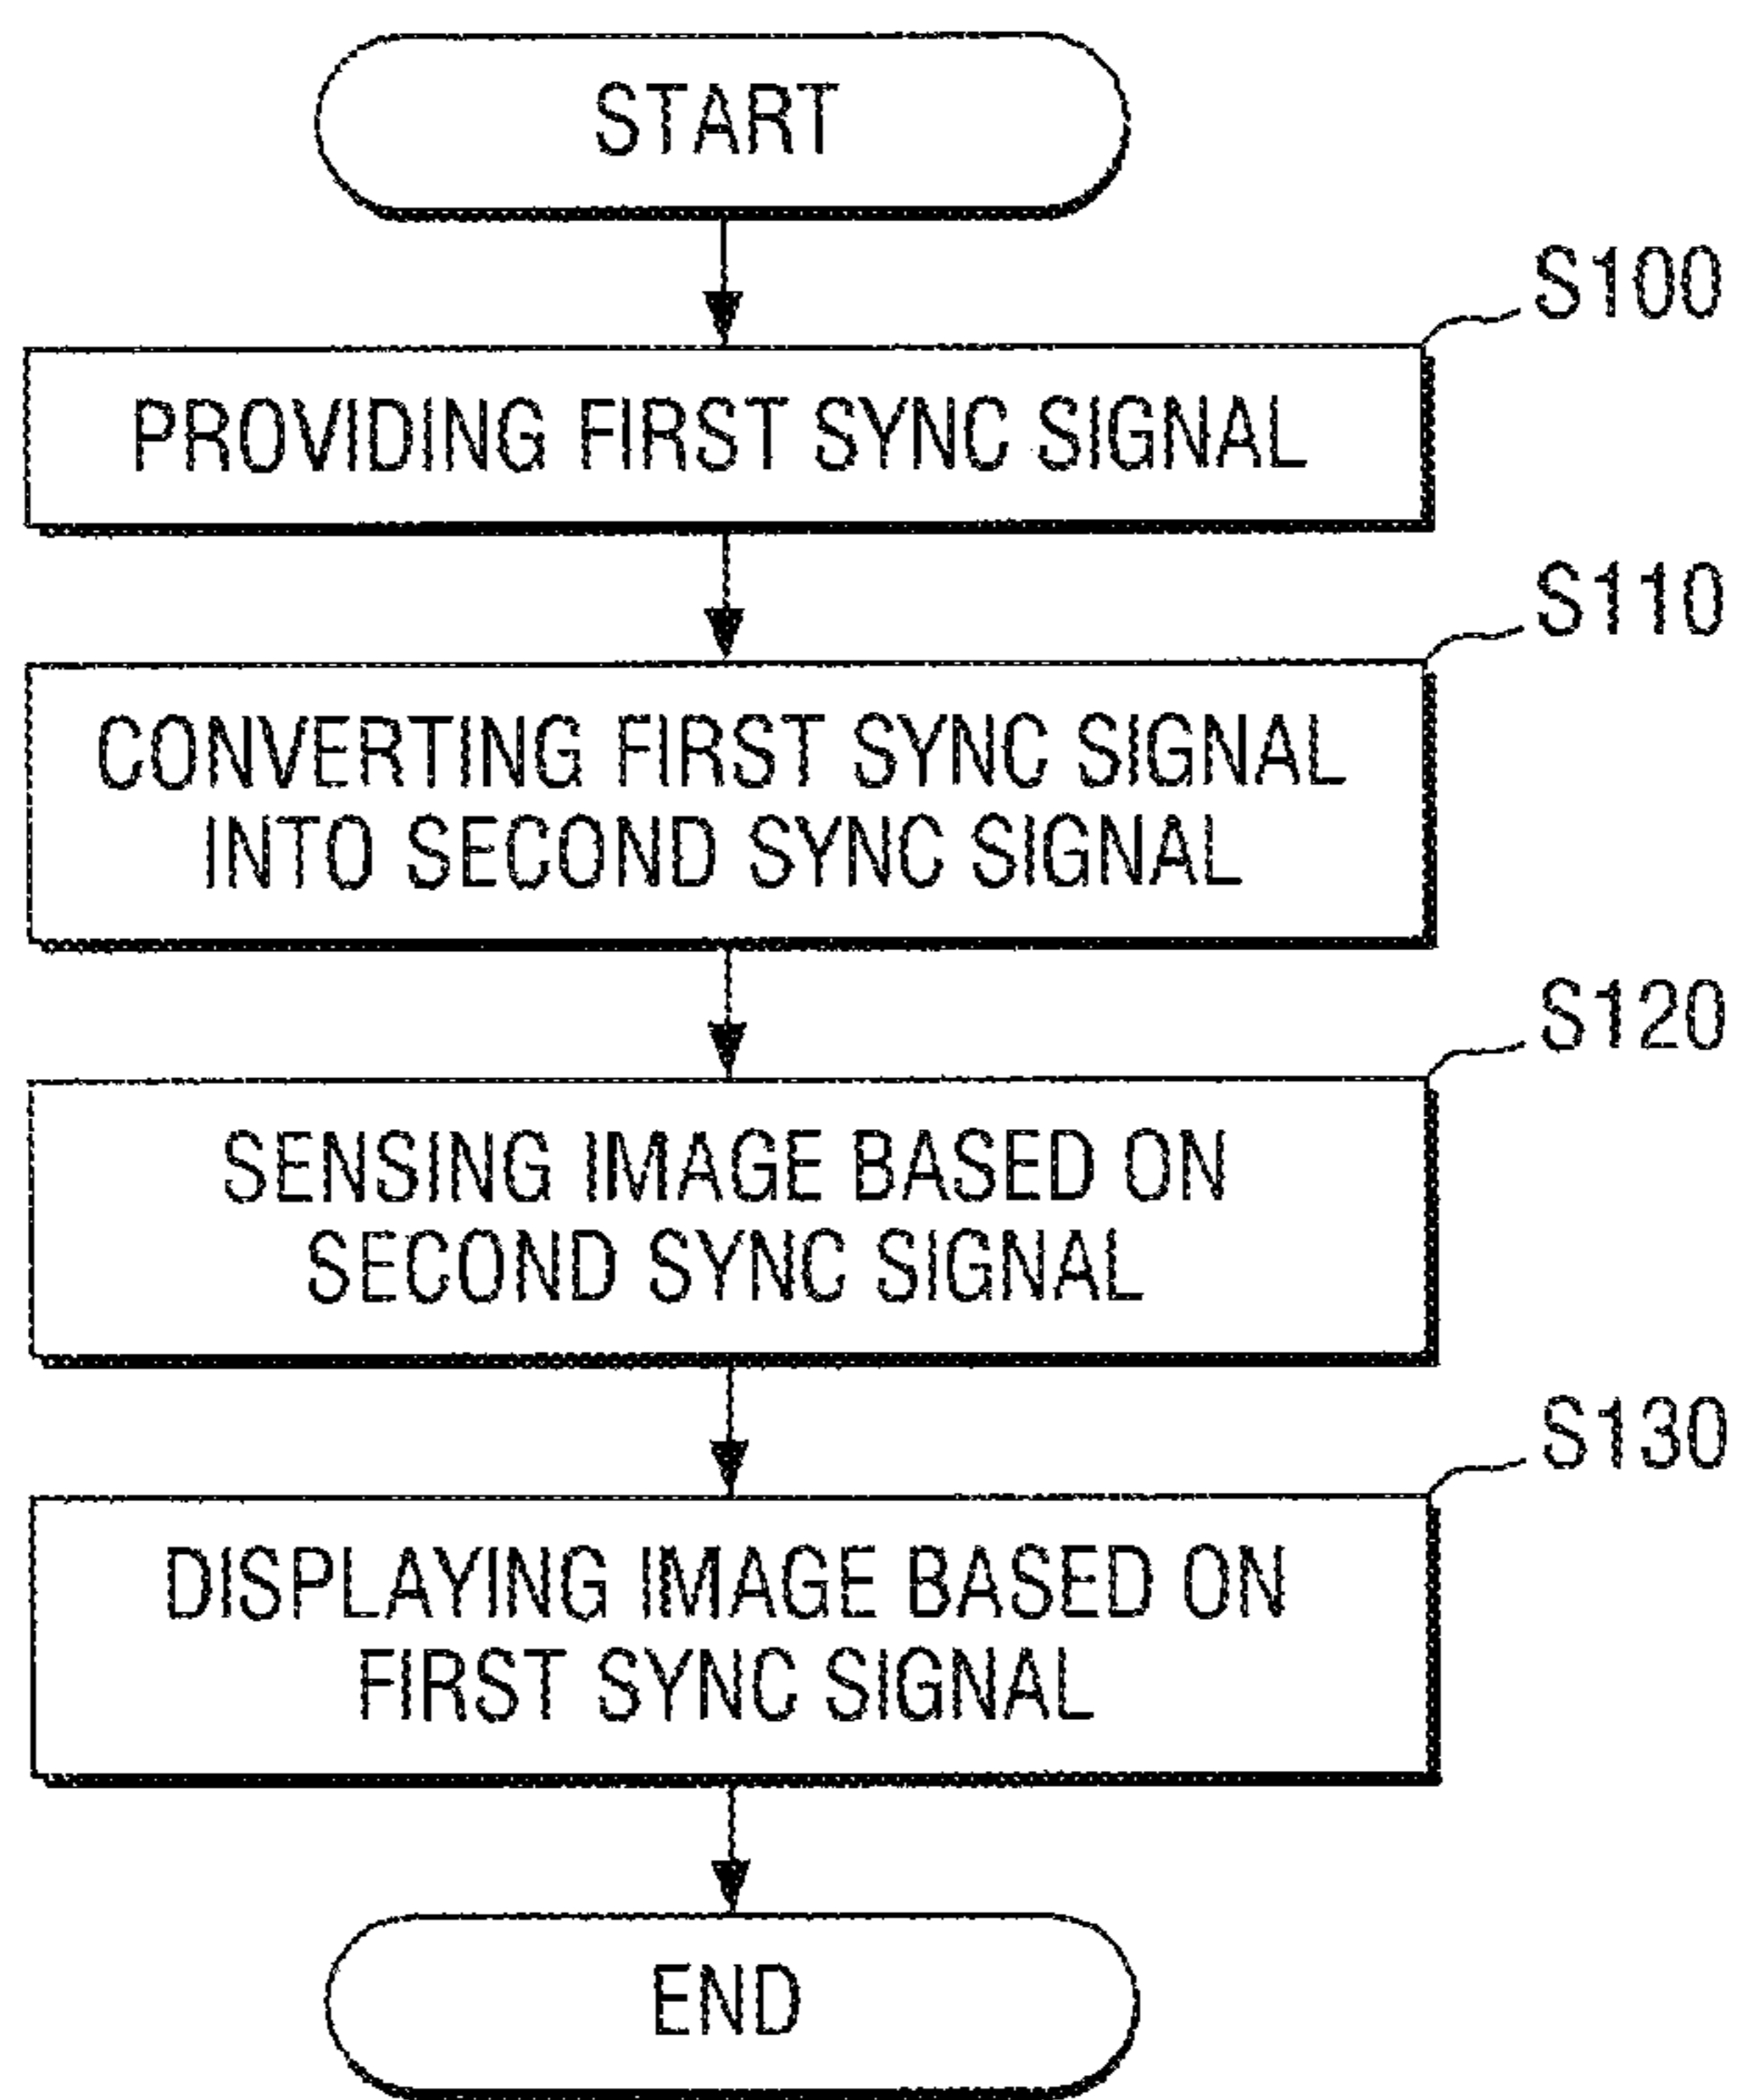 START
S100
PROVIDING FIRST SYNC SIGNAL
S110
CONVERTING FIRST SYNC SIGNAL
INTO SECOND SYNC SIGNAL
S120
SENSING IMAGE BASED ON
SECOND SYNC SIGNAL
S130
DISPLAYING IMAGE BASED ON
FIRST SYNC SIGNAL
END